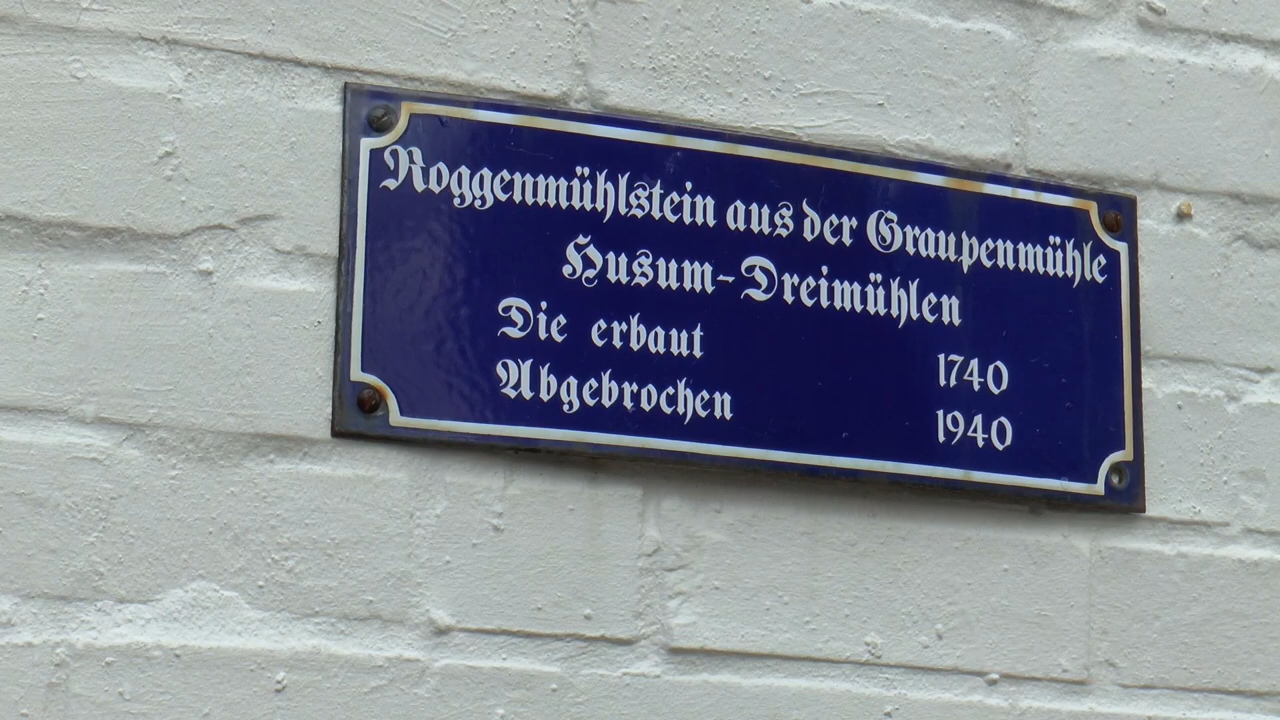 Roggenmühlstein aus der Graupenmühle
Husum-Dreimühlen
Die erbaut 1740
Abgebrochen 1940